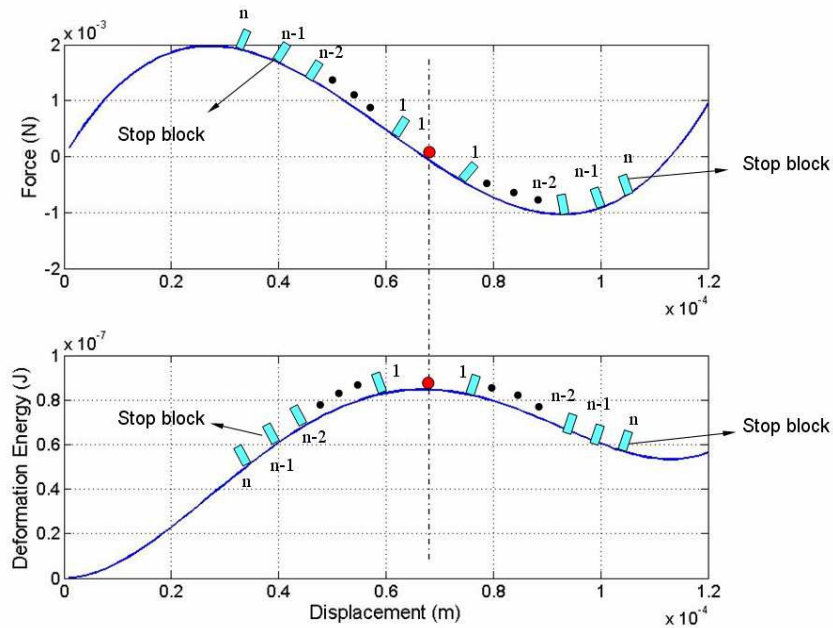 x 10⁻³
2
1
0
-1
-2
Force (N)
n
n-1
n-2
1
1
1
n-2
n-1
n
Stop block
Stop block
0
0.2
0.4
0.6
0.8
1
1.2
x 10⁻⁴
x 10⁻⁷
1
0.8
0.6
0.4
0.2
0
Deformation Energy (J)
1
1
n-2
n-1
n
n-2
n-1
n
Stop block
Stop block
0
0.2
0.4
0.6
0.8
1
1.2
Displacement (m)
x 10⁻⁴